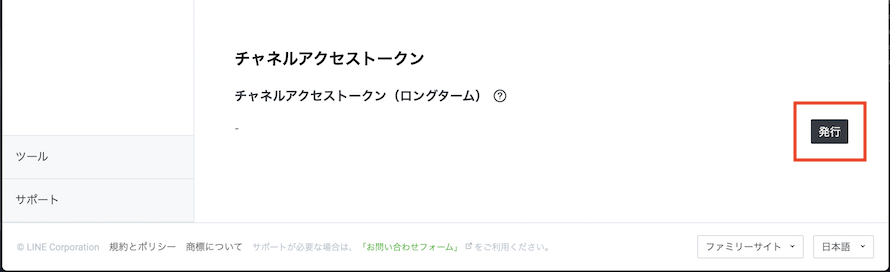 チャネルアクセストークン
チャネルアクセストークン（ロングターム） ?
-
発行
ツール
サポート
© LINE Corporation 規約とポリシー 商標について サポートが必要な場合は、「お問い合わせフォーム」をご利用ください。 ファミリーサイト 日本語